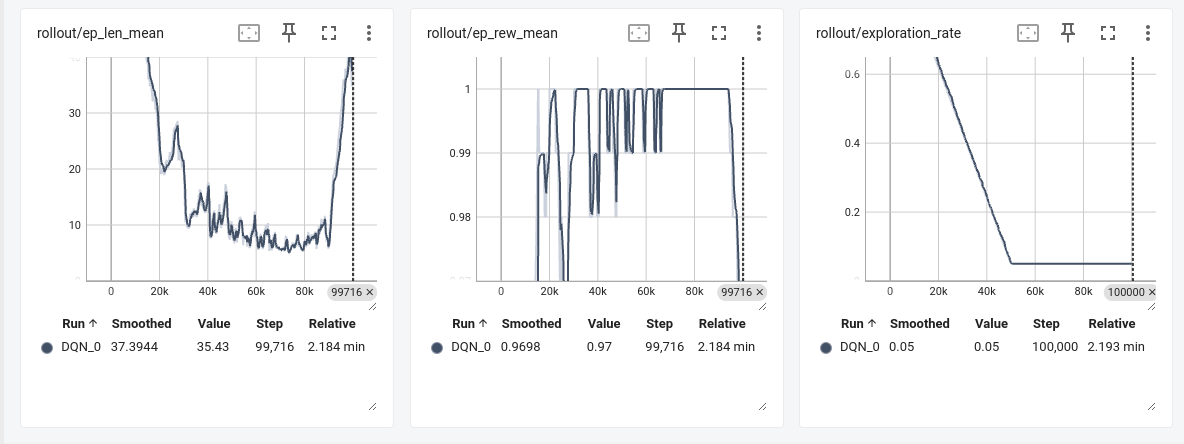 rollout/ep_len_mean
30
20
10
0 20k 40k 60k 80k 99716 ✕
Run ↑ Smoothed Value Step Relative
DQN_0 37.3944 35.43 99,716 2.184 min
rollout/ep_rew_mean
1
0.99
0.98
0 20k 40k 60k 80k 99716 ✕
Run ↑ Smoothed Value Step Relative
DQN_0 0.9698 0.97 99,716 2.184 min
rollout/exploration_rate
0.6
0.4
0.2
0 20k 40k 60k 80k 100000 ✕
Run ↑ Smoothed Value Step Relative
DQN_0 0.05 0.05 100,000 2.193 min